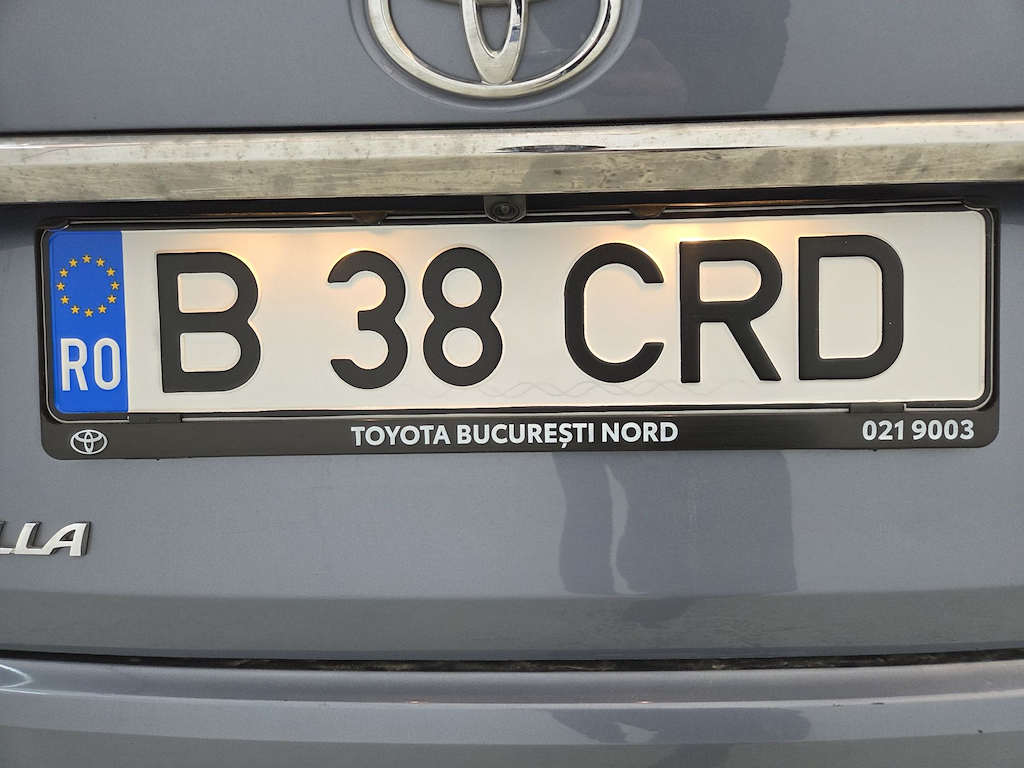 RO B 38 CRD
TOYOTA BUCUREȘTI NORD 021 9003
LLA